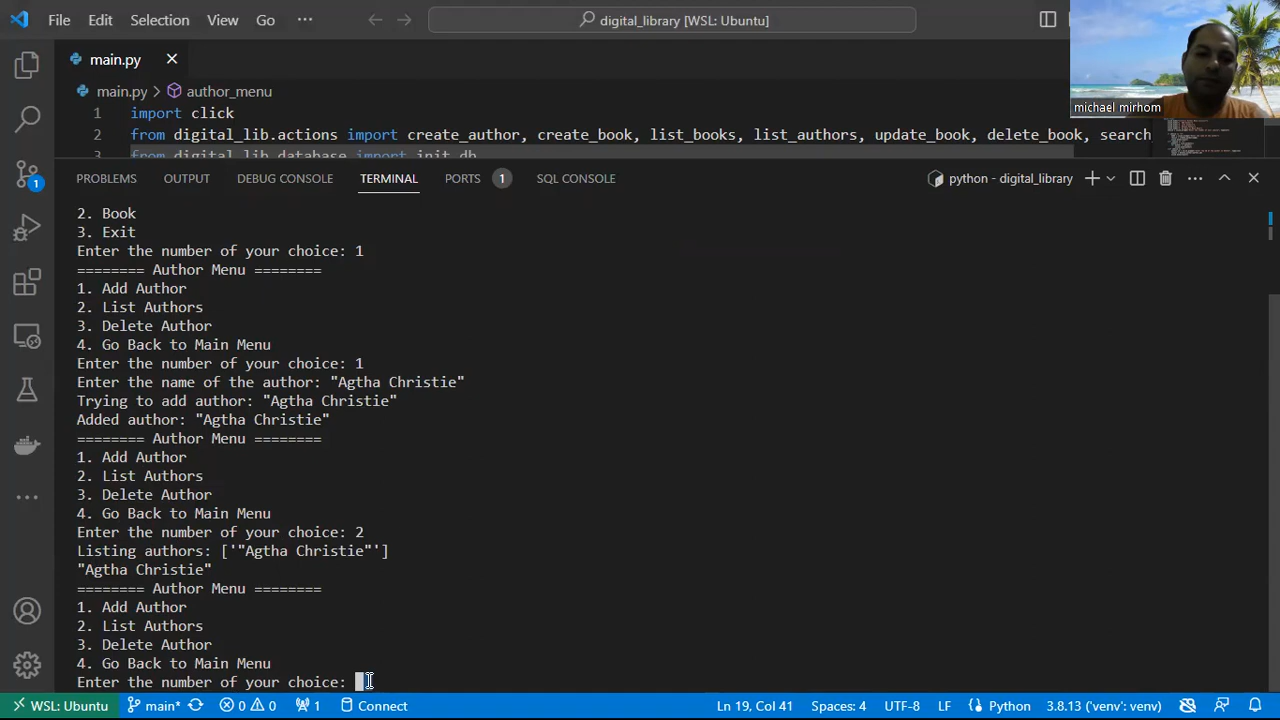 File Edit Selection View Go ··· digital_library [WSL: Ubuntu]
main.py
michael mirhom
main.py > author_menu
1 import click
2 from digital_lib.actions import create_author, create_book, list_books, list_authors, update_book, delete_book, search
3 from digital_lib.database import init_db
PROBLEMS OUTPUT DEBUG CONSOLE TERMINAL PORTS 1 SQL CONSOLE python - digital_library
2. Book
3. Exit
Enter the number of your choice: 1
======== Author Menu ========
1. Add Author
2. List Authors
3. Delete Author
4. Go Back to Main Menu
Enter the number of your choice: 1
Enter the name of the author: "Agtha Christie"
Trying to add author: "Agtha Christie"
Added author: "Agtha Christie"
======== Author Menu ========
1. Add Author
2. List Authors
3. Delete Author
4. Go Back to Main Menu
Enter the number of your choice: 2
Listing authors: ['"Agtha Christie"']
"Agtha Christie"
======== Author Menu ========
1. Add Author
2. List Authors
3. Delete Author
4. Go Back to Main Menu
Enter the number of your choice:
WSL: Ubuntu main* 0 0 1 Connect Ln 19, Col 41 Spaces: 4 UTF-8 LF Python 3.8.13 ('venv': venv)